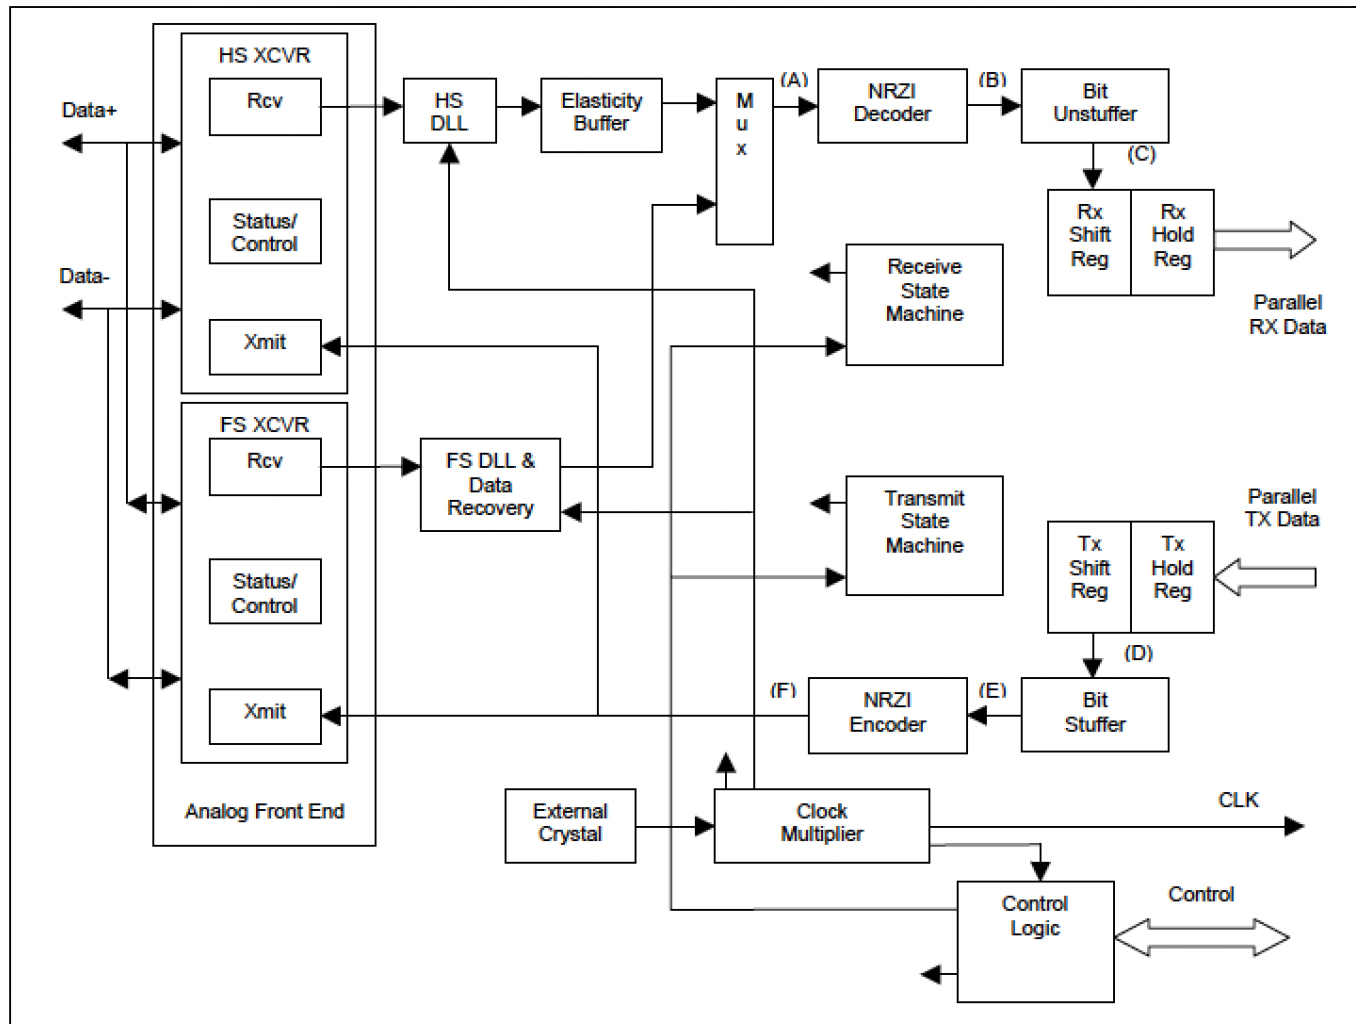 HS XCVR
Rcv
Status/
Control
Xmit
Data+
Data-
FS XCVR
Rcv
Status/
Control
Xmit
Analog Front End
HS
DLL
Elasticity
Buffer
M
u
x
(A)
NRZI
Decoder
(B)
Bit
Unstuffer
(C)
Rx
Shift
Reg
Rx
Hold
Reg
Parallel
RX Data
Receive
State
Machine
FS DLL &
Data
Recovery
Transmit
State
Machine
Parallel
TX Data
Tx
Shift
Reg
Tx
Hold
Reg
(D)
Bit
Stuffer
(E)
NRZI
Encoder
(F)
External
Crystal
Clock
Multiplier
CLK
Control
Logic
Control